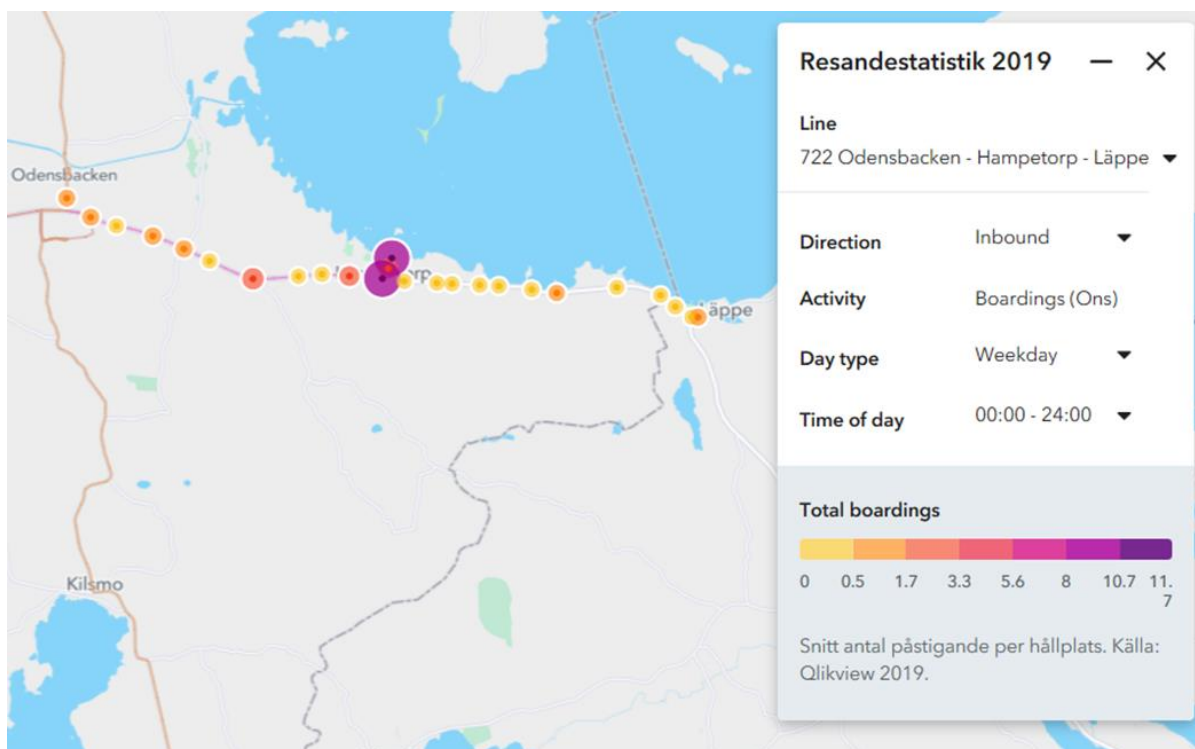 Resandestatistik 2019
Line
722 Odensbacken - Hampetorp - Läppe
Direction Inbound
Activity Boardings (Ons)
Day type Weekday
Time of day 00:00 - 24:00
Total boardings
0 0.5 1.7 3.3 5.6 8 10.7 11.
7
Snitt antal påstigande per hållplats. Källa:
Qlikview 2019.
Odensbacken
Läppe
Kilsmo